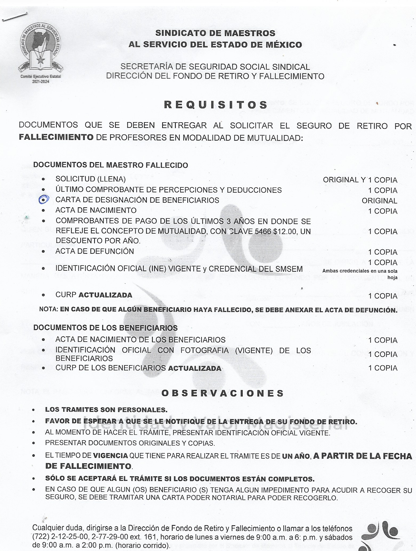 Comité Ejecutivo Estatal
2021-2024
SINDICATO DE MAESTROS
AL SERVICIO DEL ESTADO DE MÉXICO
SECRETARÍA DE SEGURIDAD SOCIAL SINDICAL
DIRECCIÓN DEL FONDO DE RETIRO Y FALLECIMIENTO
REQUISITOS
DOCUMENTOS QUE SE DEBEN ENTREGAR AL SOLICITAR EL SEGURO DE RETIRO POR
FALLECIMIENTO DE PROFESORES EN MODALIDAD DE MUTUALIDAD:
DOCUMENTOS DEL MAESTRO FALLECIDO
• SOLICITUD (LLENA) ORIGINAL Y 1 COPIA
• ÚLTIMO COMPROBANTE DE PERCEPCIONES Y DEDUCCIONES 1 COPIA
• CARTA DE DESIGNACIÓN DE BENEFICIARIOS ORIGINAL
• ACTA DE NACIMIENTO 1 COPIA
• COMPROBANTES DE PAGO DE LOS ÚLTIMOS 3 AÑOS EN DONDE SE
REFLEJE EL CONCEPTO DE MUTUALIDAD, CON CLAVE 5466 $12.00, UN 1 COPIA
DESCUENTO POR AÑO.
• ACTA DE DEFUNCIÓN 1 COPIA
• IDENTIFICACIÓN OFICIAL (INE) VIGENTE y CREDENCIAL DEL SMSEM 1 COPIA
Ambas credenciales en una sola
hoja
• CURP ACTUALIZADA 1 COPIA
NOTA: EN CASO DE QUE ALGÚN BENEFICIARIO HAYA FALLECIDO, SE DEBE ANEXAR EL ACTA DE DEFUNCIÓN.
DOCUMENTOS DE LOS BENEFICIARIOS
• ACTA DE NACIMIENTO DE LOS BENEFICIARIOS 1 COPIA
• IDENTIFICACIÓN OFICIAL CON FOTOGRAFIA (VIGENTE) DE LOS
BENEFICIARIOS 1 COPIA
• CURP DE LOS BENEFICIARIOS ACTUALIZADA 1 COPIA
OBSERVACIONES
• LOS TRAMITES SON PERSONALES.
• FAVOR DE ESPERAR A QUE SE LE NOTIFIQUE DE LA ENTREGA DE SU FONDO DE RETIRO.
• AL MOMENTO DE HACER EL TRÁMITE, PRESENTAR IDENTIFICACIÓN OFICIAL VIGENTE.
• PRESENTAR DOCUMENTOS ORIGINALES Y COPIAS.
• EL TIEMPO DE VIGENCIA QUE TIENE PARA REALIZAR EL TRAMITE ES DE UN AÑO, A PARTIR DE LA FECHA
DE FALLECIMIENTO.
• SÓLO SE ACEPTARÁ EL TRÁMITE SI LOS DOCUMENTOS ESTÁN COMPLETOS.
• EN CASO DE QUE ALGUN (OS) BENEFICIARIO (S) TENGA ALGUN IMPEDIMENTO PARA ACUDIR A RECOGER SU
SEGURO, SE DEBE TRAMITAR UNA CARTA PODER NOTARIAL PARA PODER RECOGERLO.
Cualquier duda, dirigirse a la Dirección de Fondo de Retiro y Fallecimiento o llamar a los teléfonos
(722) 2-12-25-00, 2-77-29-00 ext. 161, horario de lunes a viernes de 9:00 a.m. a 6: p.m. y sábados
de 9:00 a.m. a 2:00 p.m. (horario corrido).